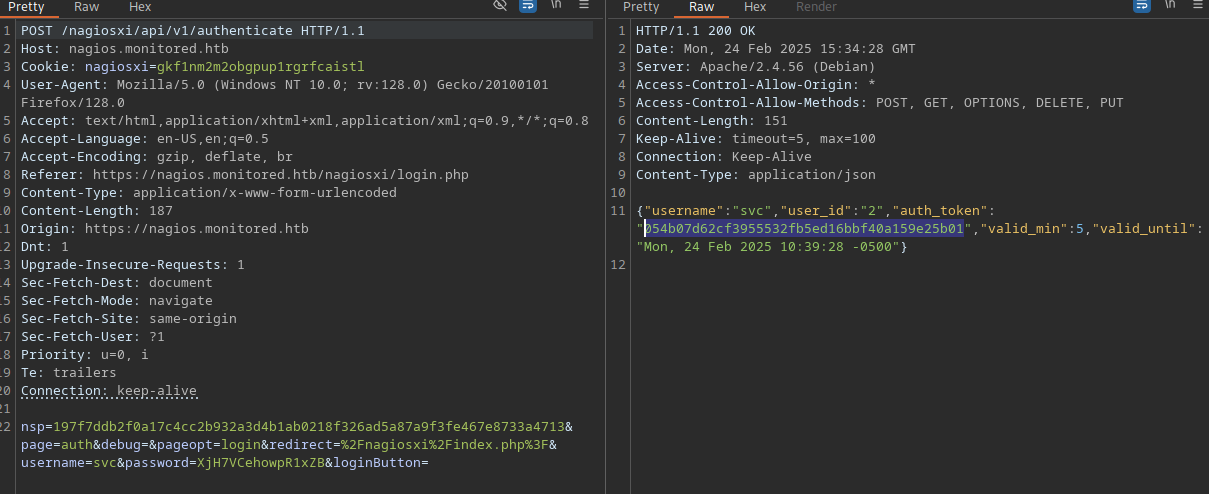 Pretty Raw Hex \n
1 POST /nagiosxi/api/v1/authenticate HTTP/1.1
2 Host: nagios.monitored.htb
3 Cookie: nagiosxi=gkf1nm2m2obgpup1rgrfcaistl
4 User-Agent: Mozilla/5.0 (Windows NT 10.0; rv:128.0) Gecko/20100101
Firefox/128.0
5 Accept: text/html,application/xhtml+xml,application/xml;q=0.9,*/*;q=0.8
6 Accept-Language: en-US,en;q=0.5
7 Accept-Encoding: gzip, deflate, br
8 Referer: https://nagios.monitored.htb/nagiosxi/login.php
9 Content-Type: application/x-www-form-urlencoded
10 Content-Length: 187
11 Origin: https://nagios.monitored.htb
12 Dnt: 1
13 Upgrade-Insecure-Requests: 1
14 Sec-Fetch-Dest: document
15 Sec-Fetch-Mode: navigate
16 Sec-Fetch-Site: same-origin
17 Sec-Fetch-User: ?1
18 Priority: u=0, i
19 Te: trailers
20 Connection: keep-alive
21
22 nsp=197f7ddb2f0a17c4cc2b932a3d4b1ab0218f326ad5a87a9f3fe467e8733a4713&
page=auth&debug=&pageopt=login&redirect=%2Fnagiosxi%2Findex.php%3F&
username=svc&password=XjH7VCehowpR1xZB&loginButton=
Pretty Raw Hex Render \n
1 HTTP/1.1 200 OK
2 Date: Mon, 24 Feb 2025 15:34:28 GMT
3 Server: Apache/2.4.56 (Debian)
4 Access-Control-Allow-Origin: *
5 Access-Control-Allow-Methods: POST, GET, OPTIONS, DELETE, PUT
6 Content-Length: 151
7 Keep-Alive: timeout=5, max=100
8 Connection: Keep-Alive
9 Content-Type: application/json
10
11 {"username":"svc","user_id":"2","auth_token":
"054b07d62cf3955532fb5ed16bbf40a159e25b01","valid_min":5,"valid_until":
"Mon, 24 Feb 2025 10:39:28 -0500"}
12